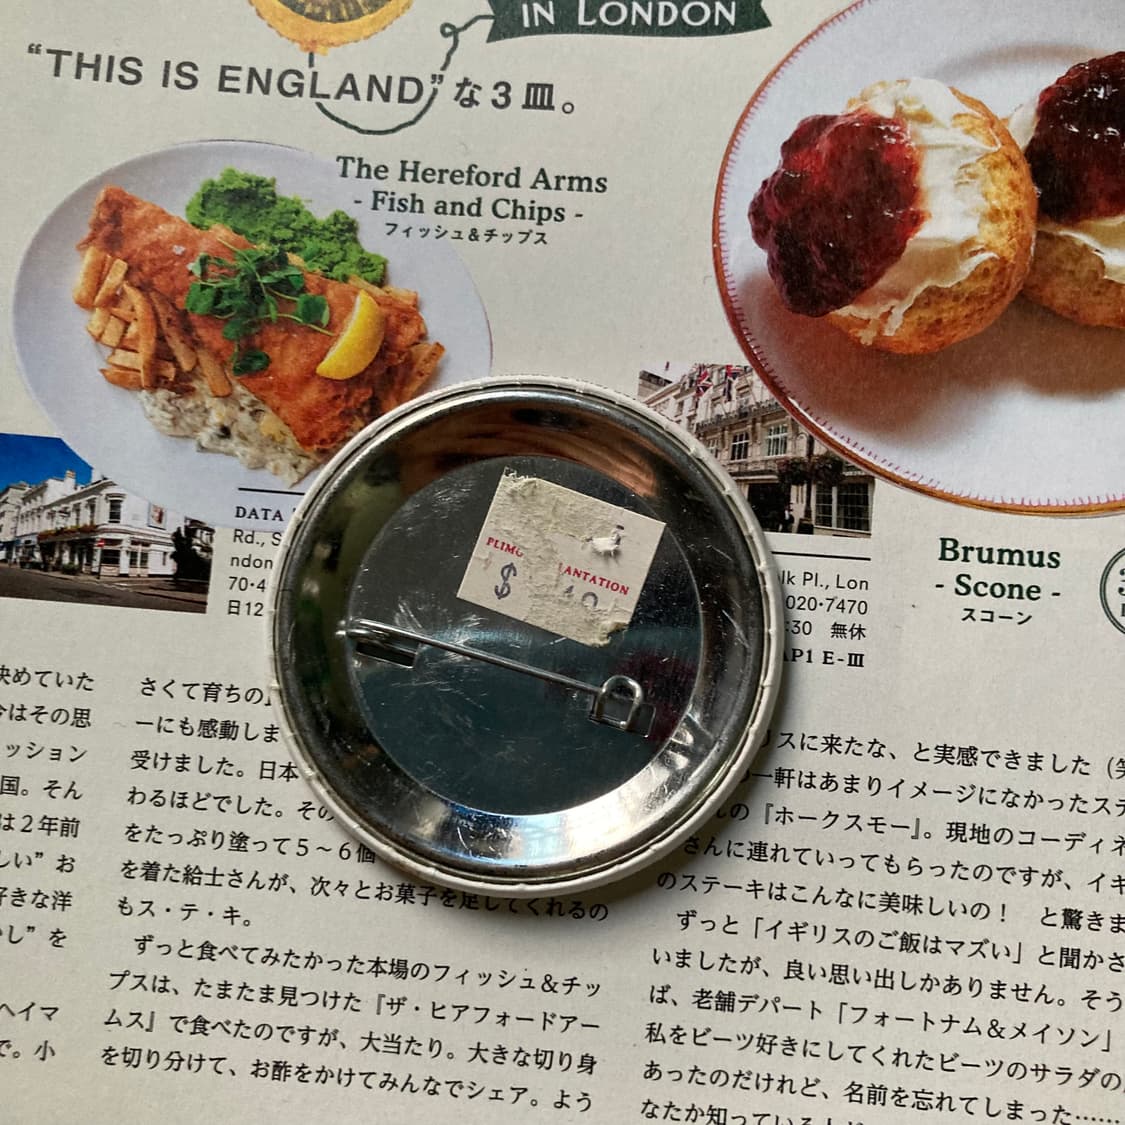 IN LONDON
“THIS IS ENGLAND”な3皿。
The Hereford Arms
- Fish and Chips -
フィッシュ&チップス
DATA
Rd., S
ndon
70·4
日12
lk Pl., Lon
020·7470
:30 無休
AP1 E-Ⅲ
Brumus
- Scone -
スコーン
PLIMO ANTATION
$ .40
決めていた
今はその思
ッション
国。そん
は2年前
しい”お
好きな洋
かし”を
ヘイマ
で。小
さくて育ちの
ーにも感動しま
受けました。日本
わるほどでした。その
をたっぷり塗って5〜6個
を着た給士さんが、次々とお菓子を足してくれるの
もス・テ・キ。
ずっと食べてみたかった本場のフィッシュ&チッ
プスは、たまたま見つけた『ザ・ヒアフォードアー
ムス』で食べたのですが、大当たり。大きな切り身
を切り分けて、お酢をかけてみんなでシェア。よう
リスに来たな、と実感できました（笑
一軒はあまりイメージになかったステ
んの『ホークスモー』。現地のコーディネ
さんに連れていってもらったのですが、イギ
のステーキはこんなに美味しいの！ と驚きま
ずっと「イギリスのご飯はマズい」と聞かさ
いましたが、良い思い出しかありません。そう
ば、老舗デパート「フォートナム&メイソン」
私をビーツ好きにしてくれたビーツのサラダの
あったのだけれど、名前を忘れてしまった……
なたか知っている人